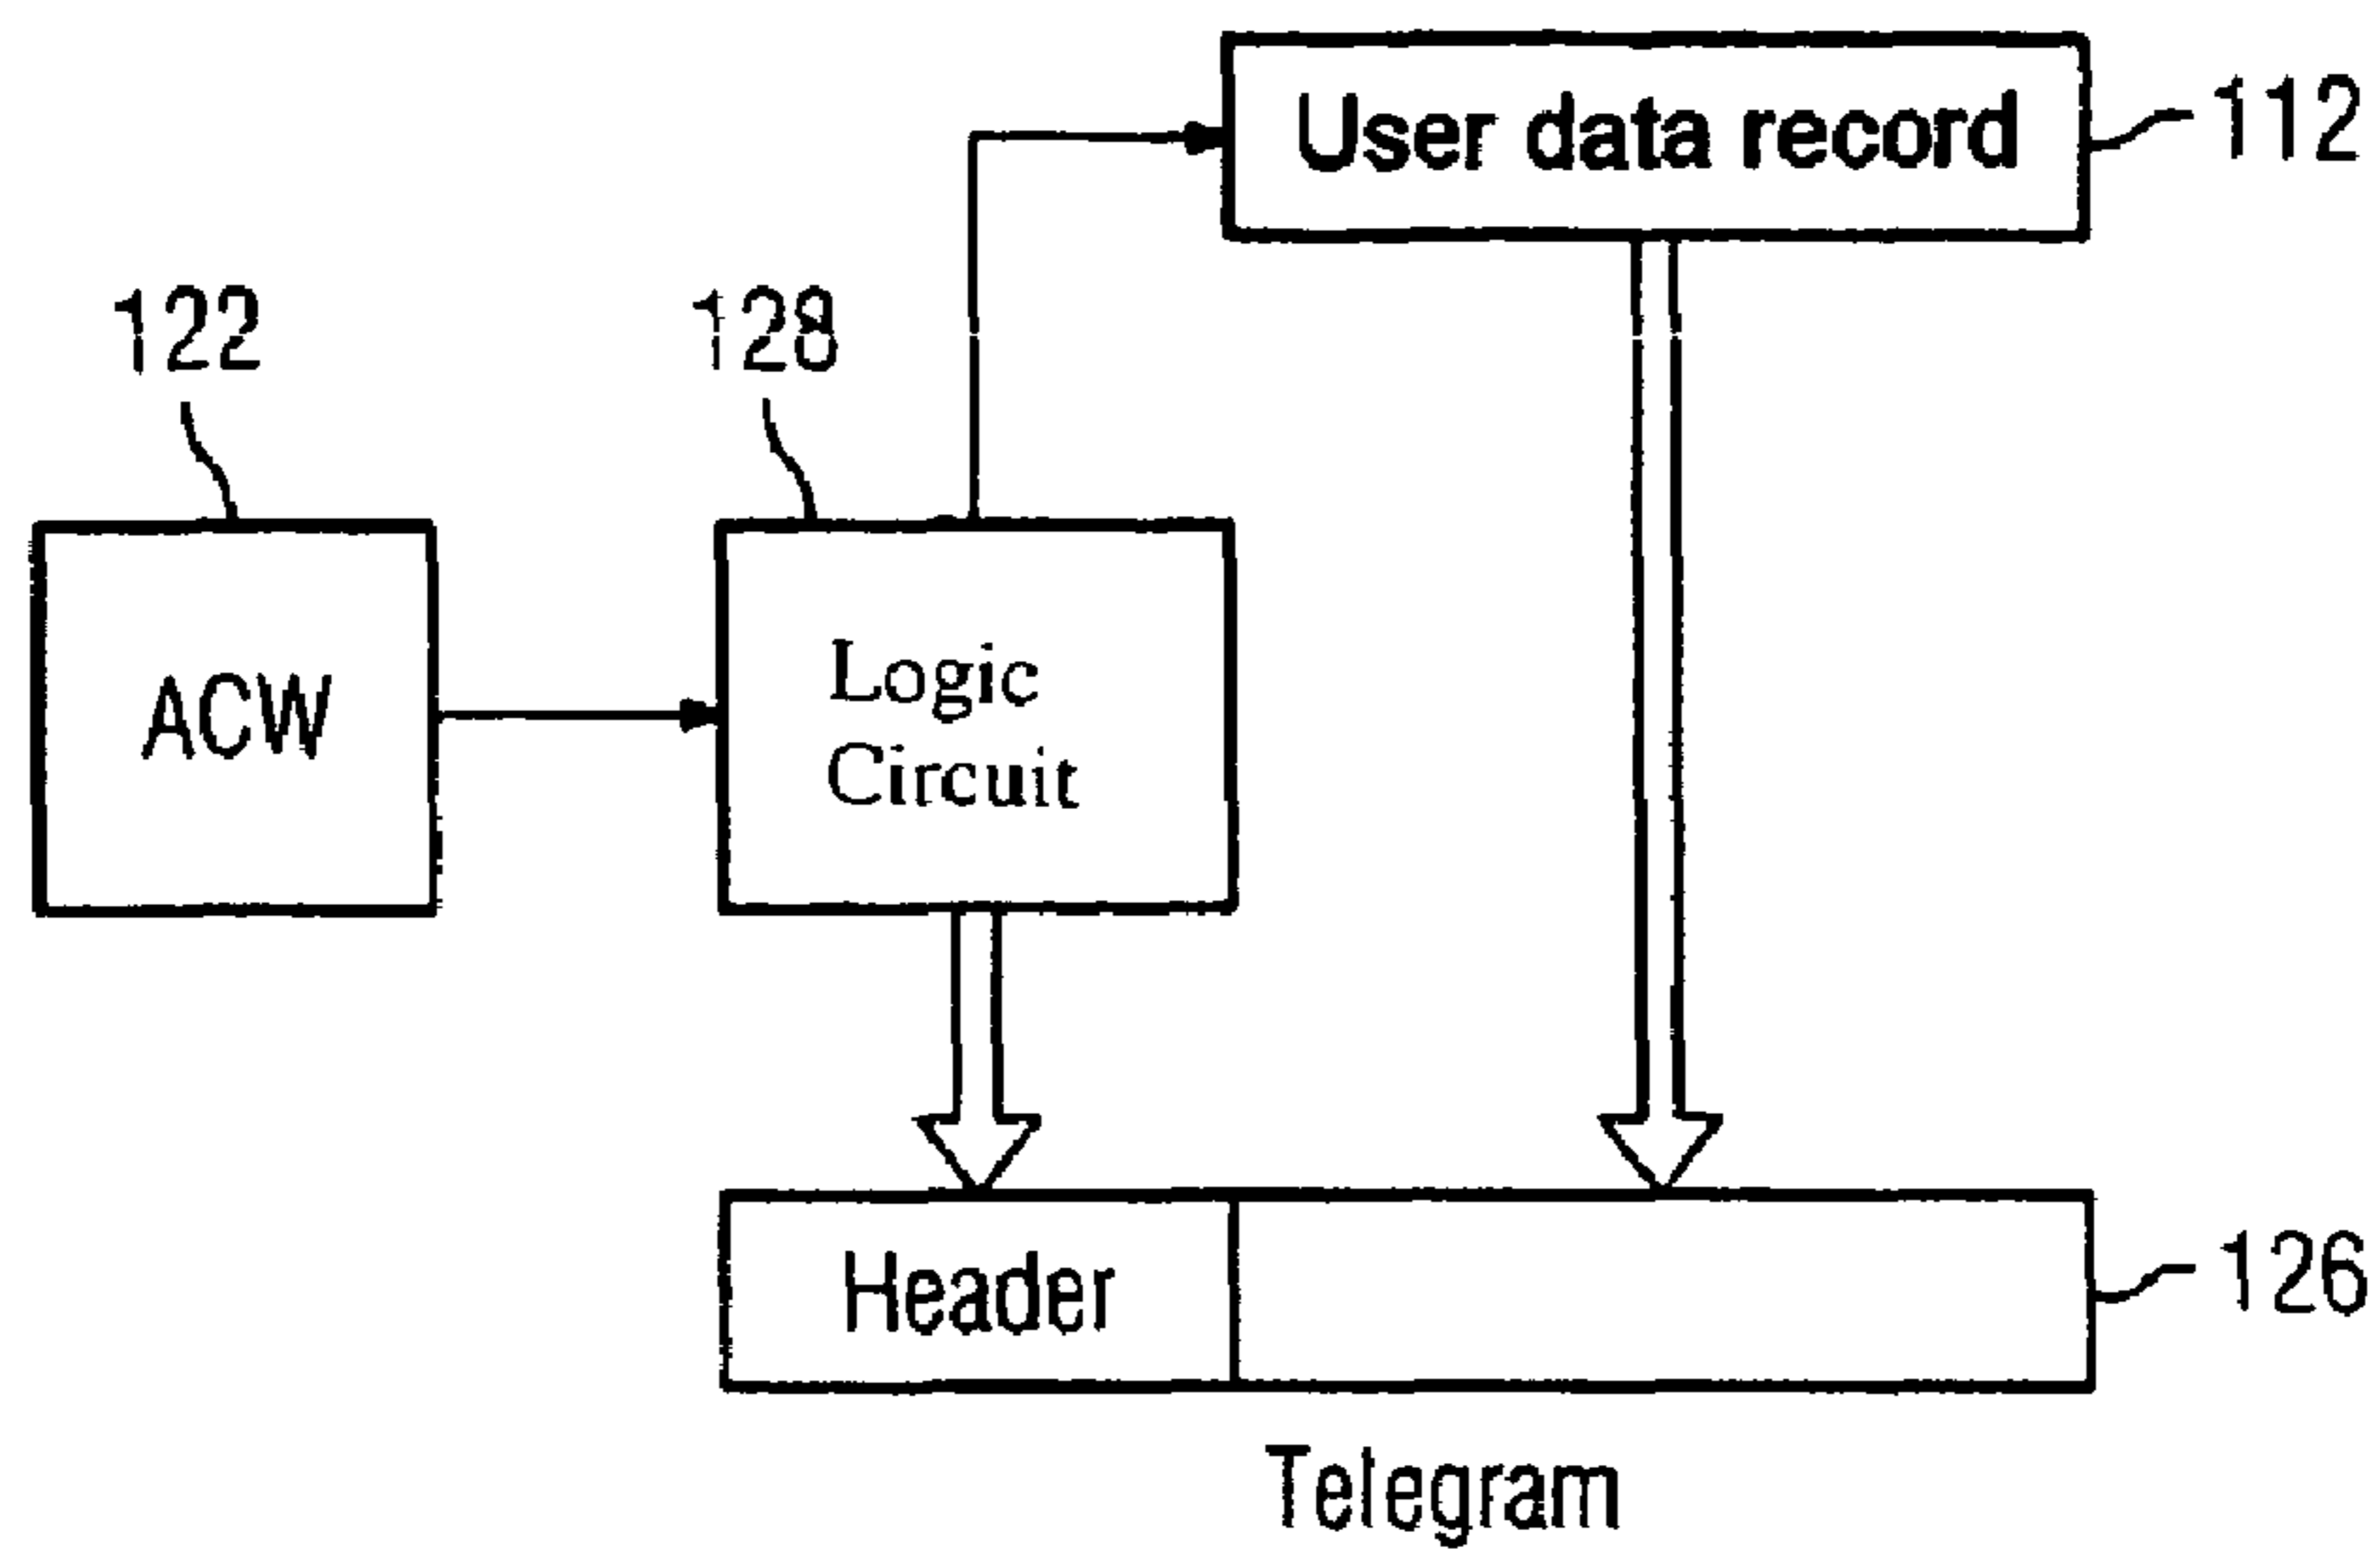 User data record
112
122
128
ACW
Logic
Circuit
Header
126
Telegram